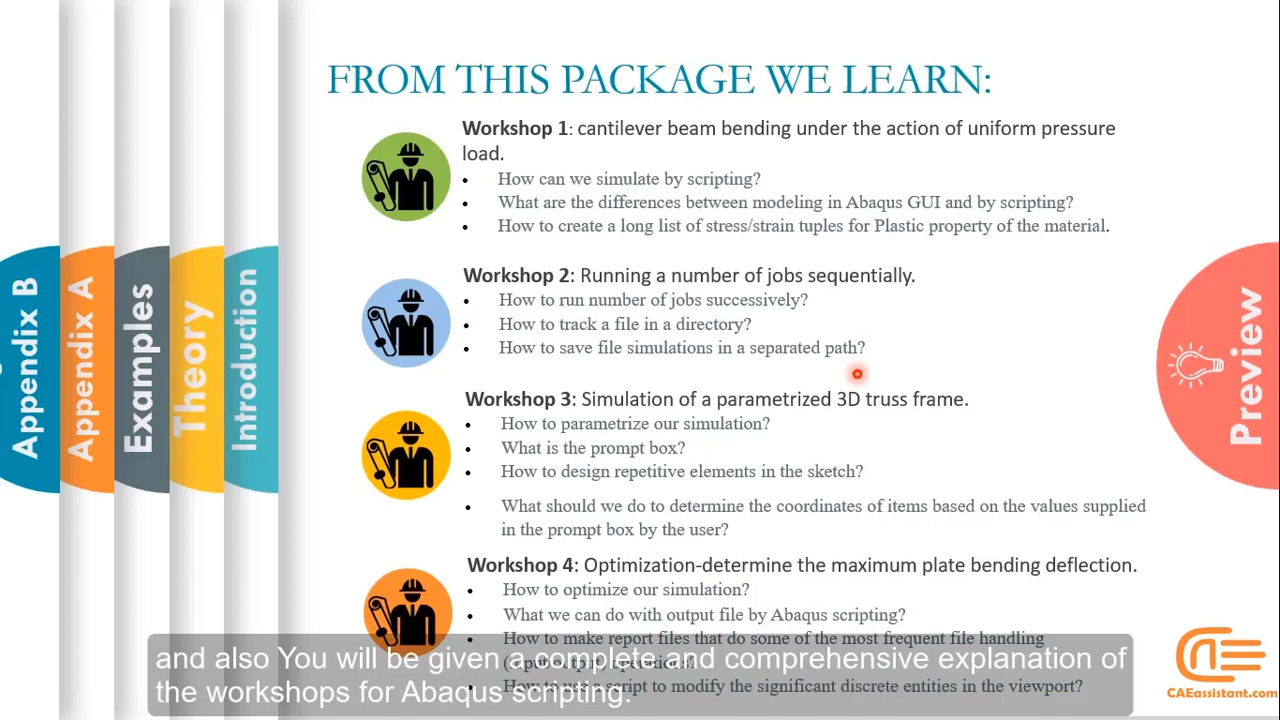 FROM THIS PACKAGE WE LEARN:
Workshop 1: cantilever beam bending under the action of uniform pressure
load.
• How can we simulate by scripting?
• What are the differences between modeling in Abaqus GUI and by scripting?
• How to create a long list of stress/strain tuples for Plastic property of the material.
Workshop 2: Running a number of jobs sequentially.
• How to run number of jobs successively?
• How to track a file in a directory?
• How to save file simulations in a separated path?
Workshop 3: Simulation of a parametrized 3D truss frame.
• How to parametrize our simulation?
• What is the prompt box?
• How to design repetitive elements in the sketch?
• What should we do to determine the coordinates of items based on the values supplied
in the prompt box by the user?
Workshop 4: Optimization-determine the maximum plate bending deflection.
• How to optimize our simulation?
• What we can do with output file by Abaqus scripting?
• How to make report files that do some of the most frequent file handling
• How to use a script to modify the significant discrete entities in the viewport?
and also You will be given a complete and comprehensive explanation of
the workshops for Abaqus scripting.
Appendix B
Appendix A
Examples
Theory
Introduction
Preview
CAEassistant.com